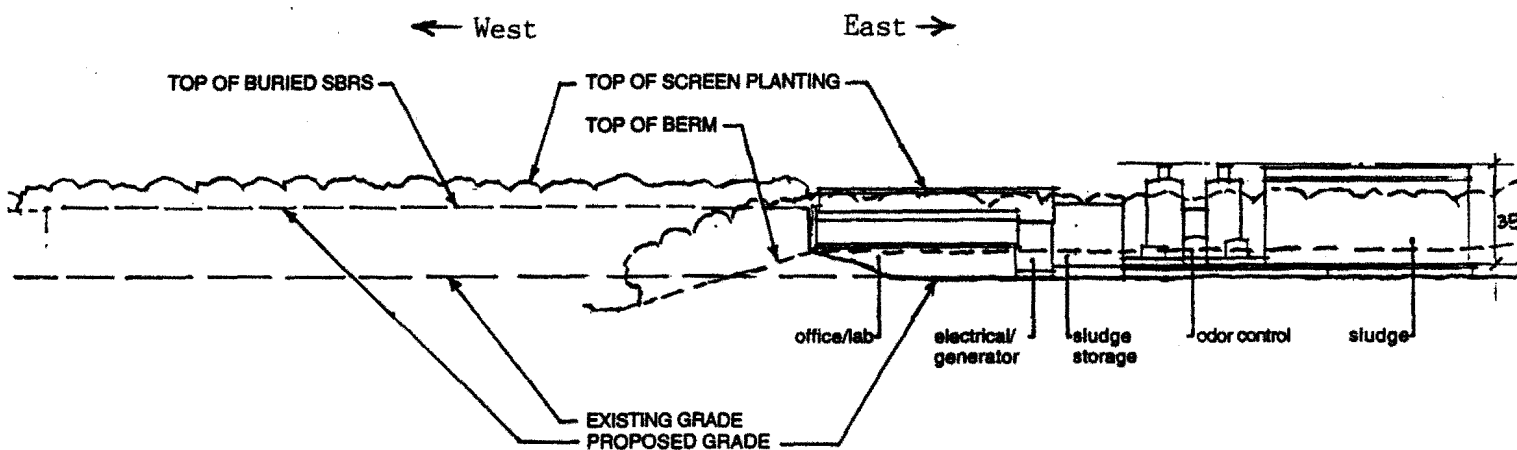 West
East
TOP OF BURIED SBRS
TOP OF SCREEN PLANTING
TOP OF BERM
35
office/lab
electrical/
generator
sludge
storage
odor control
sludge
EXISTING GRADE
PROPOSED GRADE